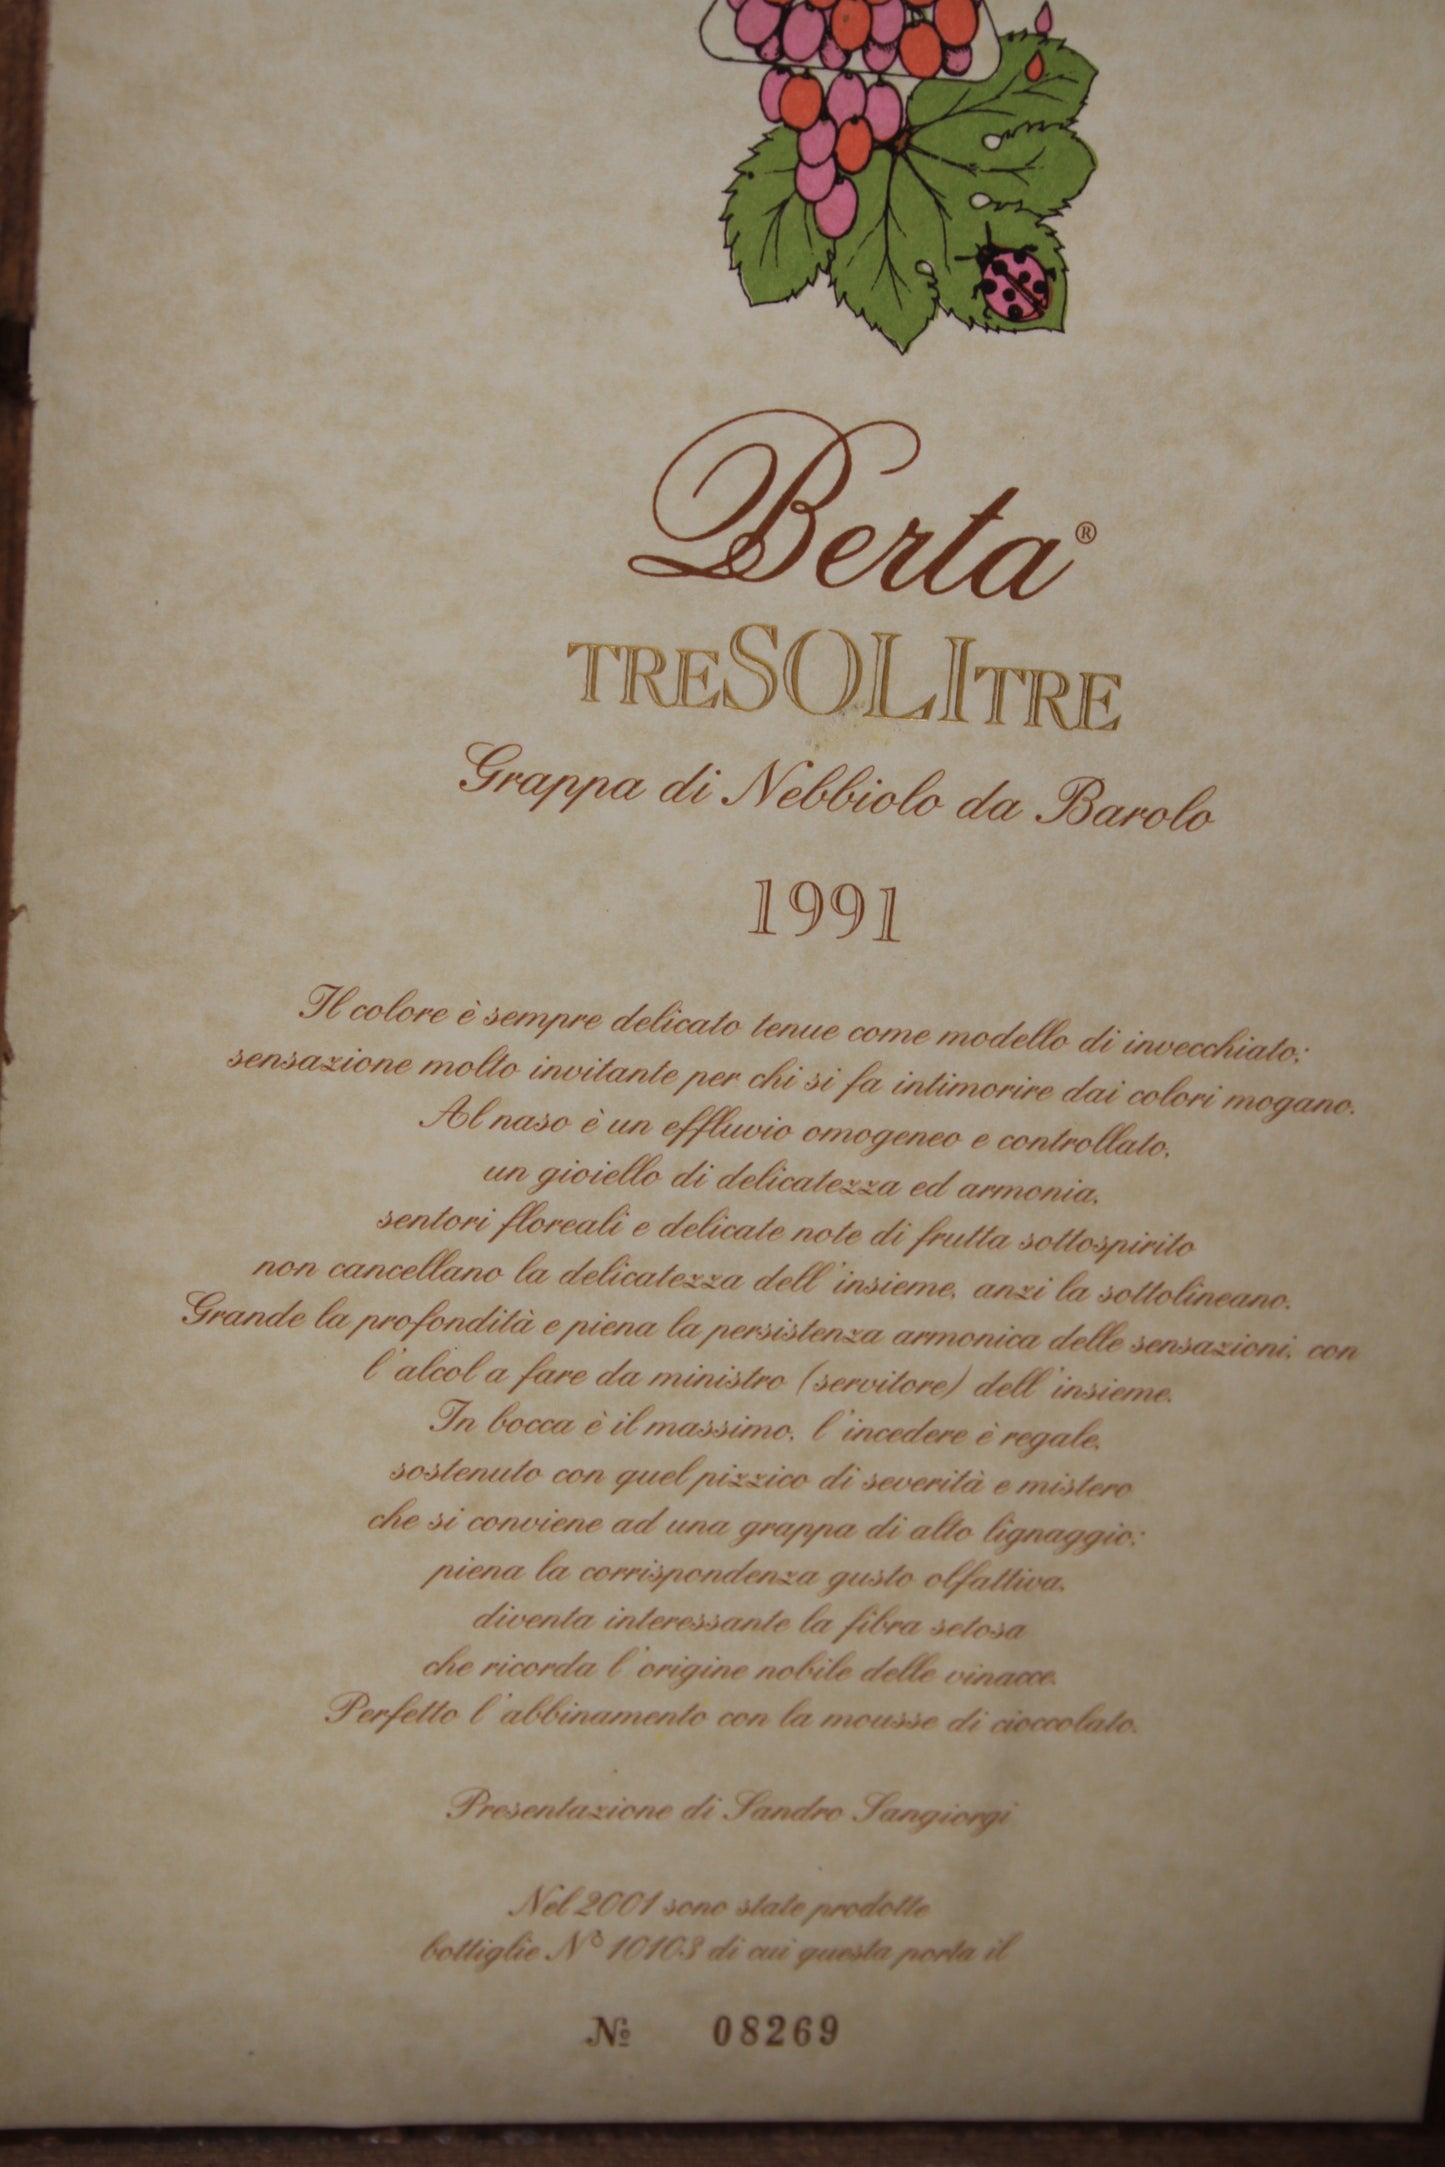 Berta®
TRESOLITRE
Grappa di Nebbiolo da Barolo
1991
Il colore è sempre delicato tenue come modello di invecchiato;
sensazione molto invitante per chi si fa intimorire dai colori mogano.
Al naso è un effluvio omogeneo e controllato,
un gioiello di delicatezza ed armonia,
sentori floreali e delicate note di frutta sottospirito
non cancellano la delicatezza dell'insieme, anzi la sottolineano.
Grande la profondità e piena la persistenza armonica delle sensazioni, con
l'alcol a fare da ministro (servitore) dell'insieme.
In bocca è il massimo, l'incedere è regale,
sostenuto con quel pizzico di severità e mistero
che si conviene ad una grappa di alto lignaggio;
piena la corrispondenza gusto olfattiva,
diventa interessante la fibra setosa
che ricorda l'origine nobile delle vinacce.
Perfetto l'abbinamento con la mousse di cioccolato.
Presentazione di Sandro Sangiorgi
Nel 2001 sono state prodotte
bottiglie N° 10103 di cui questa porta il
№ 08269